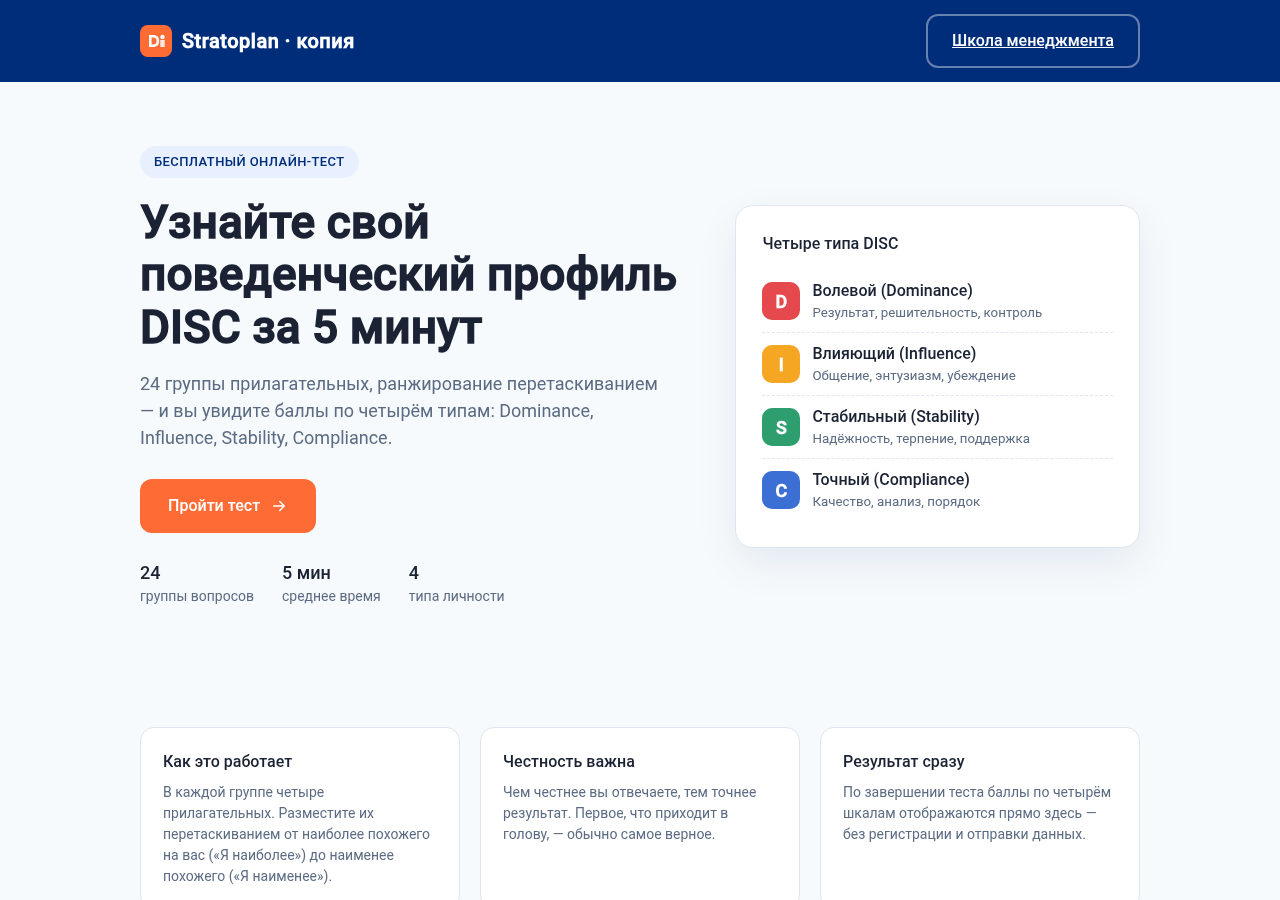 Di Stratoplan · копия
Школа менеджмента
БЕСПЛАТНЫЙ ОНЛАЙН-ТЕСТ
Узнайте свой
поведенческий профиль
DISC за 5 минут
24 группы прилагательных, ранжирование перетаскиванием
— и вы увидите баллы по четырём типам: Dominance,
Influence, Stability, Compliance.
Пройти тест →
24
группы вопросов
5 мин
среднее время
4
типа личности
Четыре типа DISC
D
Волевой (Dominance)
Результат, решительность, контроль
I
Влияющий (Influence)
Общение, энтузиазм, убеждение
S
Стабильный (Stability)
Надёжность, терпение, поддержка
C
Точный (Compliance)
Качество, анализ, порядок
Как это работает
В каждой группе четыре
прилагательных. Разместите их
перетаскиванием от наиболее похожего
на вас («Я наиболее») до наименее
похожего («Я наименее»).
Честность важна
Чем честнее вы отвечаете, тем точнее
результат. Первое, что приходит в
голову, — обычно самое верное.
Результат сразу
По завершении теста баллы по четырём
шкалам отображаются прямо здесь —
без регистрации и отправки данных.